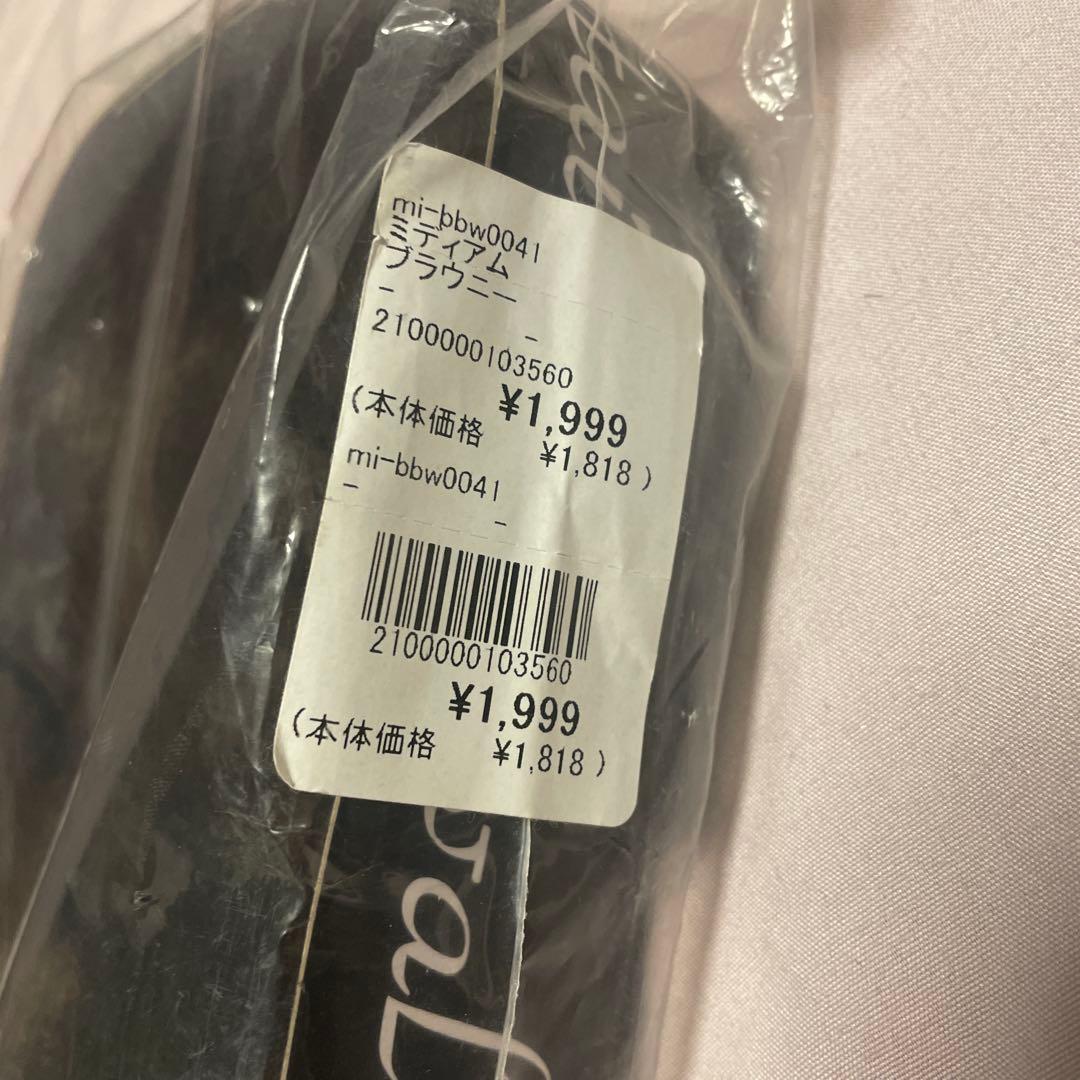 mi-bbw0041
ミディアム
ブラウニー
- -
2100000103560
¥1,999
(本体価格 ¥1,818 )
mi-bbw0041
- -
2100000103560
¥1,999
(本体価格 ¥1,818 )